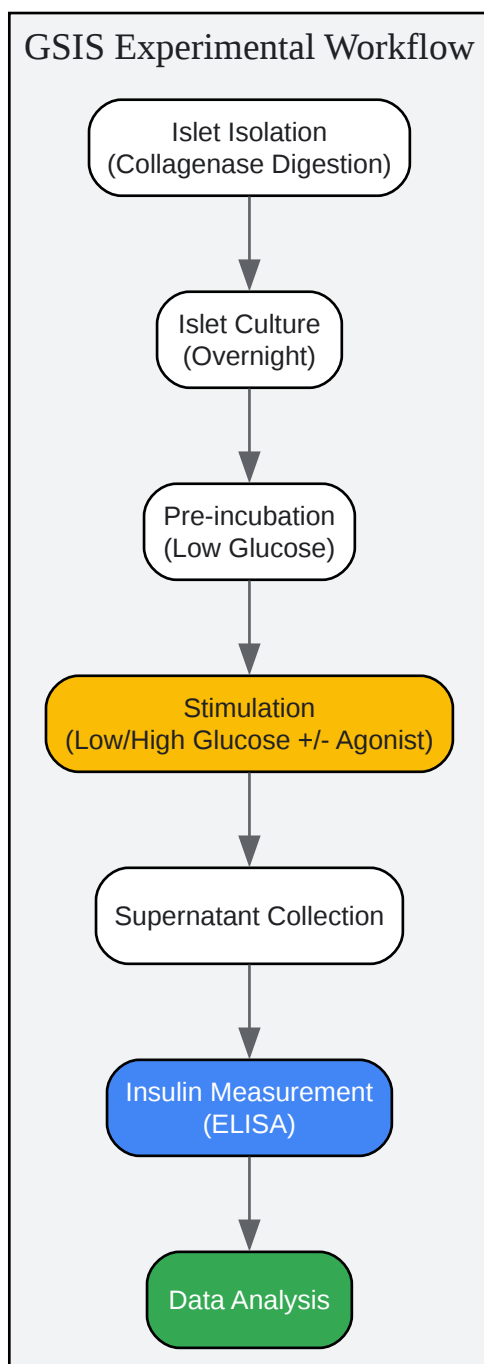 GSIS Experimental Workflow
Islet Isolation
(Collagenase Digestion)
Islet Culture
(Overnight)
Pre-incubation
(Low Glucose)
Stimulation
(Low/High Glucose +/- Agonist)
Supernatant Collection
Insulin Measurement
(ELISA)
Data Analysis